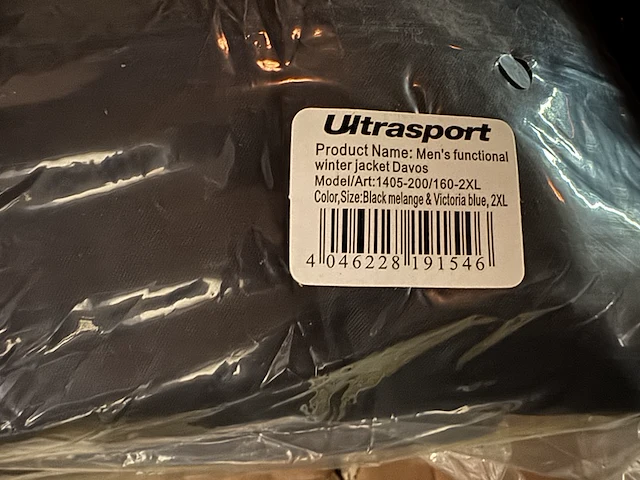 Ultrasport
Product Name: Men's functional
winter jacket Davos
Model/Art:1405-200/160-2XL
Color,Size:Black melange & Victoria blue, 2XL
4 046228 191546